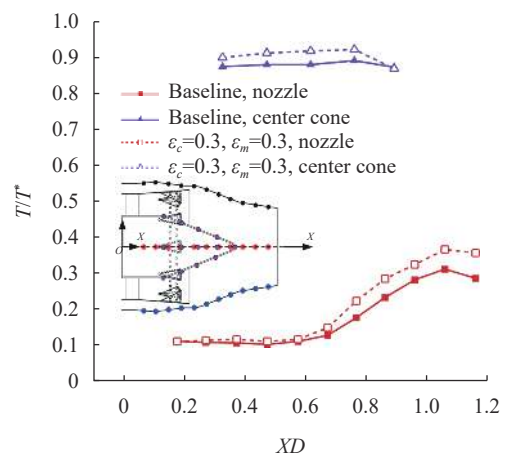 1.0
0.9
0.8
0.7
0.6
0.5
0.4
0.3
0.2
0.1
0
T/T*
Baseline, nozzle
Baseline, center cone
εc=0.3, εm=0.3, nozzle
εc=0.3, εm=0.3, center cone
X
X
O
0
0.2
0.4
0.6
0.8
1.0
1.2
XD